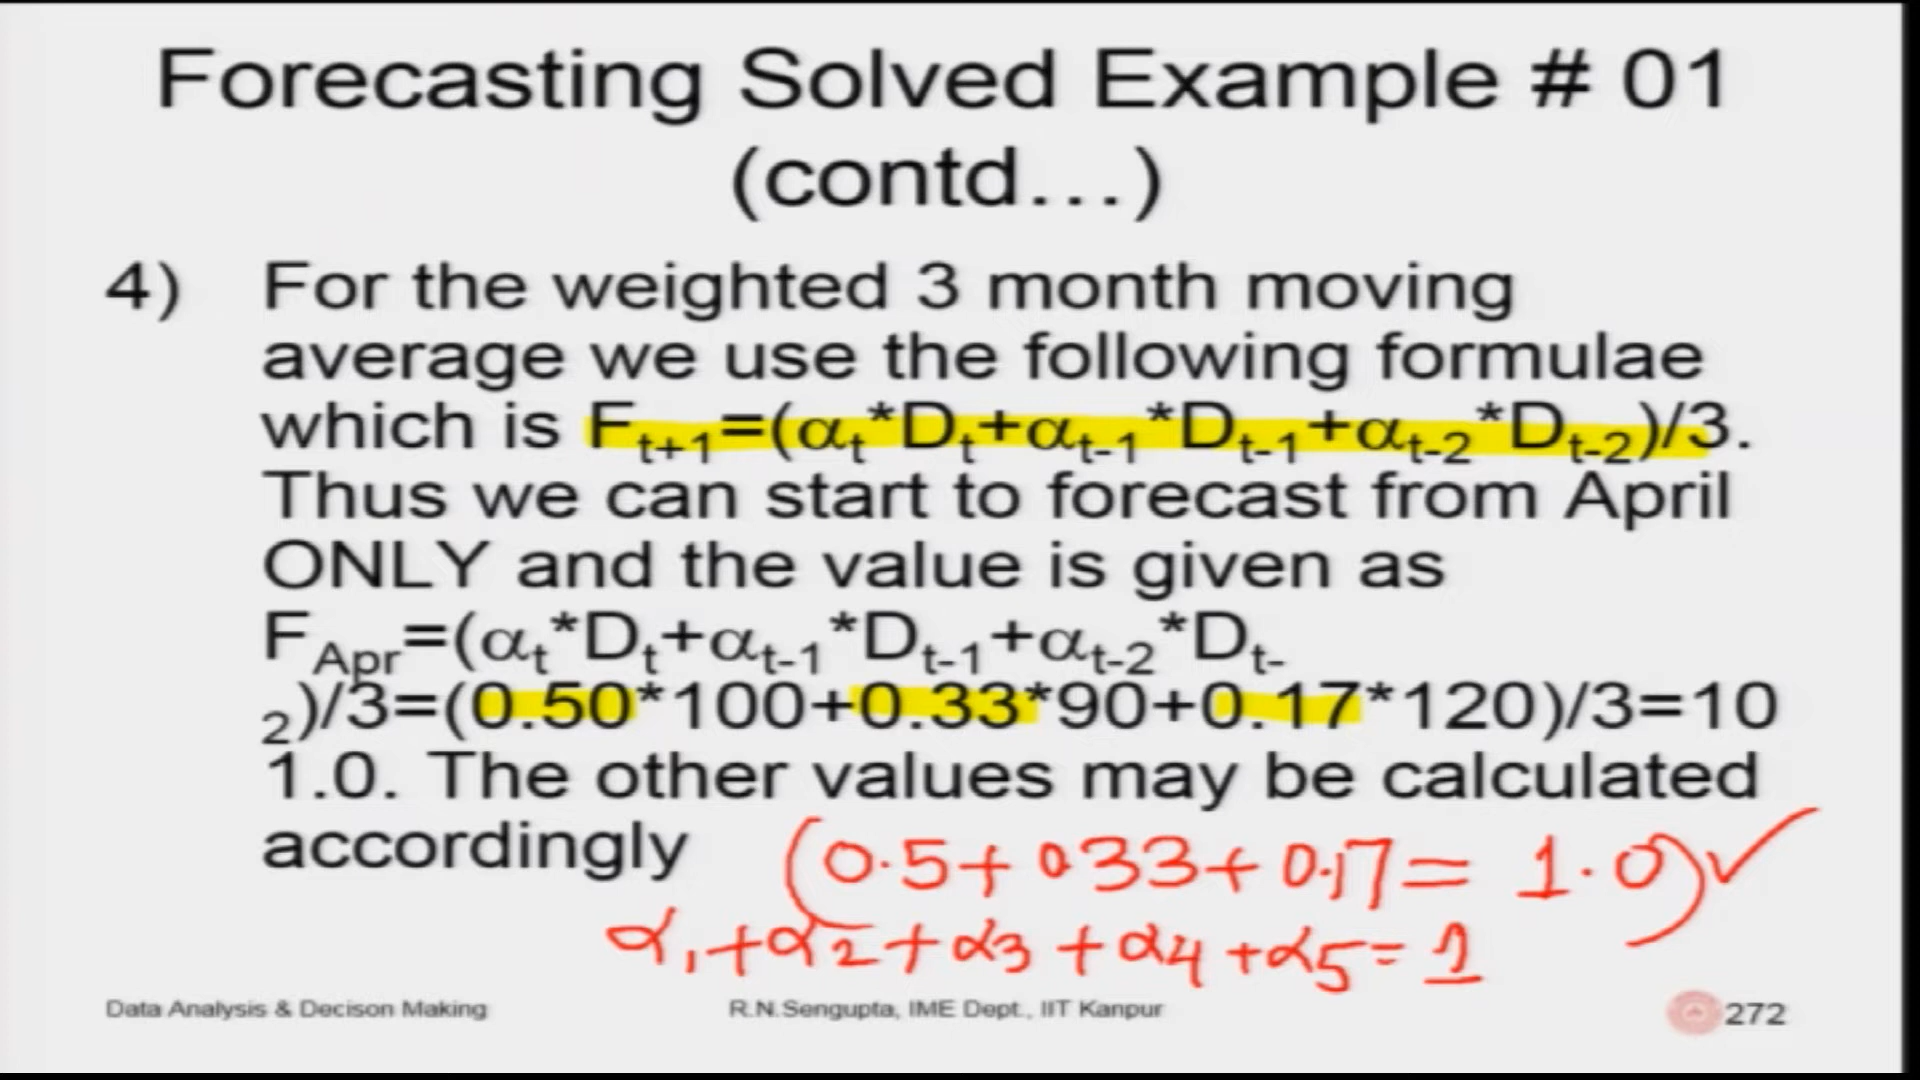 Forecasting Solved Example # 01
(contd…)
4) For the weighted 3 month moving
average we use the following formulae
which is Fₜ₊₁=(αₜ*Dₜ+αₜ₋₁*Dₜ₋₁+αₜ₋₂*Dₜ₋₂)/3.
Thus we can start to forecast from April
ONLY and the value is given as
F_Apr=(αₜ*Dₜ+αₜ₋₁*Dₜ₋₁+αₜ₋₂*Dₜ₋
₂)/3=(0.50*100+0.33*90+0.17*120)/3=10
1.0. The other values may be calculated
accordingly
(0.5+0.33+0.17=1.0)✓
α₁+α₂+α₃+α₄+α₅=1
Data Analysis & Decison Making R.N.Sengupta, IME Dept., IIT Kanpur 272